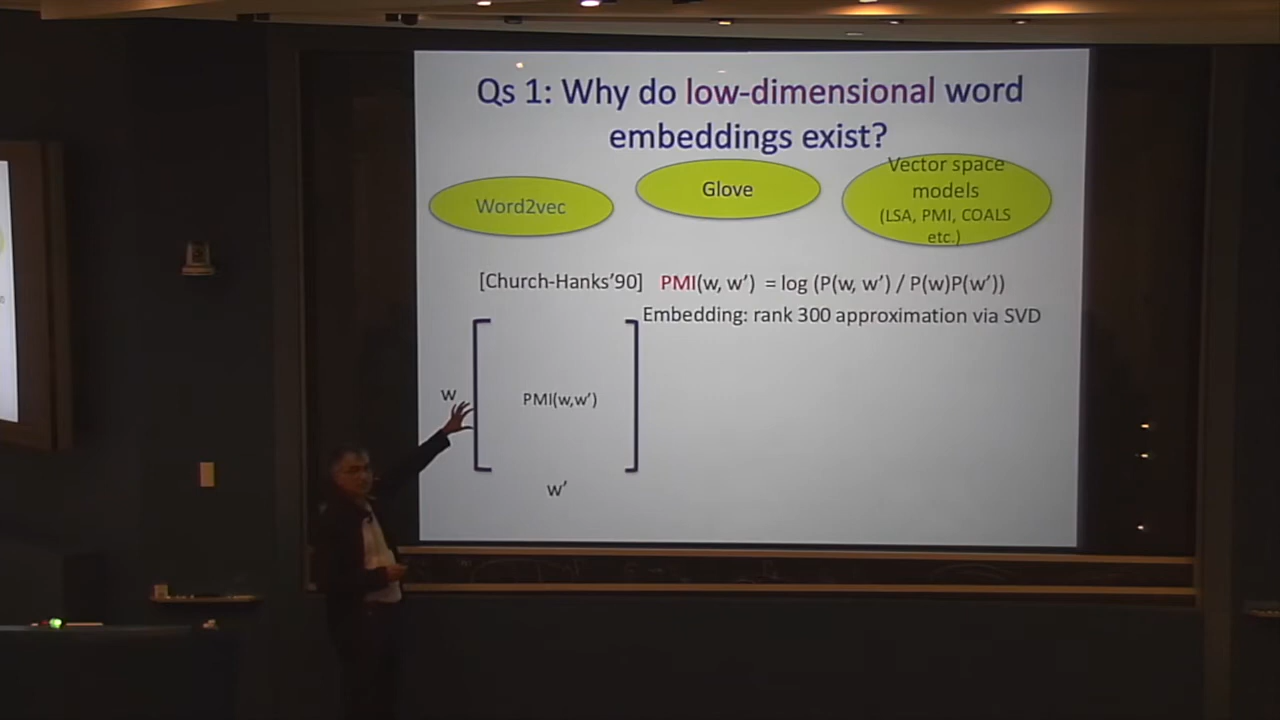 Qs 1: Why do low-dimensional word
embeddings exist?
Word2vec
Glove
Vector space
models
(LSA, PMI, COALS
etc.)
[Church-Hanks’90] PMI(w, w’) = log (P(w, w’) / P(w)P(w’))
Embedding: rank 300 approximation via SVD
w
PMI(w,w’)
w’